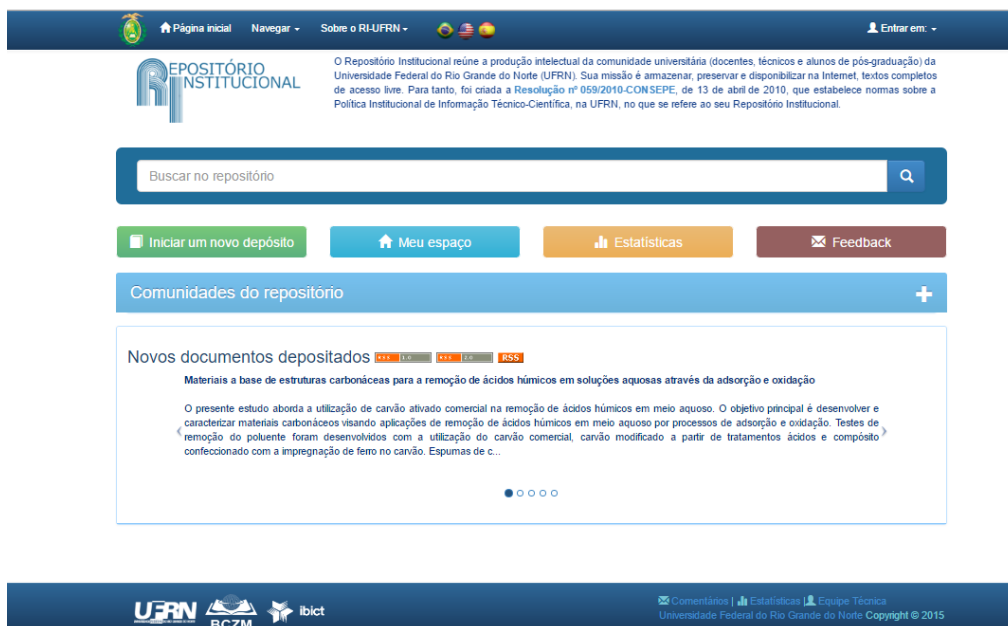 Página inicial Navegar Sobre o RI-UFRN Entrar em:
REPOSITÓRIO
INSTITUCIONAL
O Repositório Institucional reúne a produção intelectual da comunidade universitária (docentes, técnicos e alunos de pós-graduação) da
Universidade Federal do Rio Grande do Norte (UFRN). Sua missão é armazenar, preservar e disponibilizar na Internet, textos completos
de acesso livre. Para tanto, foi criada a Resolução nº 059/2010-CONSEPE, de 13 de abril de 2010, que estabelece normas sobre a
Política Institucional de Informação Técnico-Científica, na UFRN, no que se refere ao seu Repositório Institucional.
Buscar no repositório
Iniciar um novo depósito Meu espaço Estatísticas Feedback
Comunidades do repositório
Novos documentos depositados RSS 1.0 RSS 2.0 RSS
Materiais a base de estruturas carbonáceas para a remoção de ácidos húmicos em soluções aquosas através da adsorção e oxidação
O presente estudo aborda a utilização de carvão ativado comercial na remoção de ácidos húmicos em meio aquoso. O objetivo principal é desenvolver e
caracterizar materiais carbonáceos visando aplicações de remoção de ácidos húmicos em meio aquoso por processos de adsorção e oxidação. Testes de
remoção do poluente foram desenvolvidos com a utilização do carvão comercial, carvão modificado a partir de tratamentos ácidos e compósito
confeccionado com a impregnação de ferro no carvão. Espumas de c...
UFRN BCZM ibict
Comentários | Estatísticas | Equipe Técnica
Universidade Federal do Rio Grande do Norte Copyright © 2015